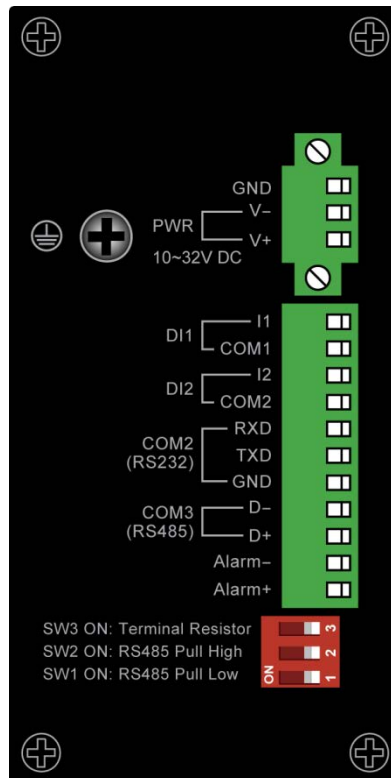 GND
V−
PWR
V+
10~32V DC
I1
DI1
COM1
I2
DI2
COM2
RXD
COM2
TXD
(RS232)
GND
D−
COM3
(RS485)
D+
Alarm−
Alarm+
SW3 ON: Terminal Resistor
SW2 ON: RS485 Pull High
SW1 ON: RS485 Pull Low
3
2
1
ON